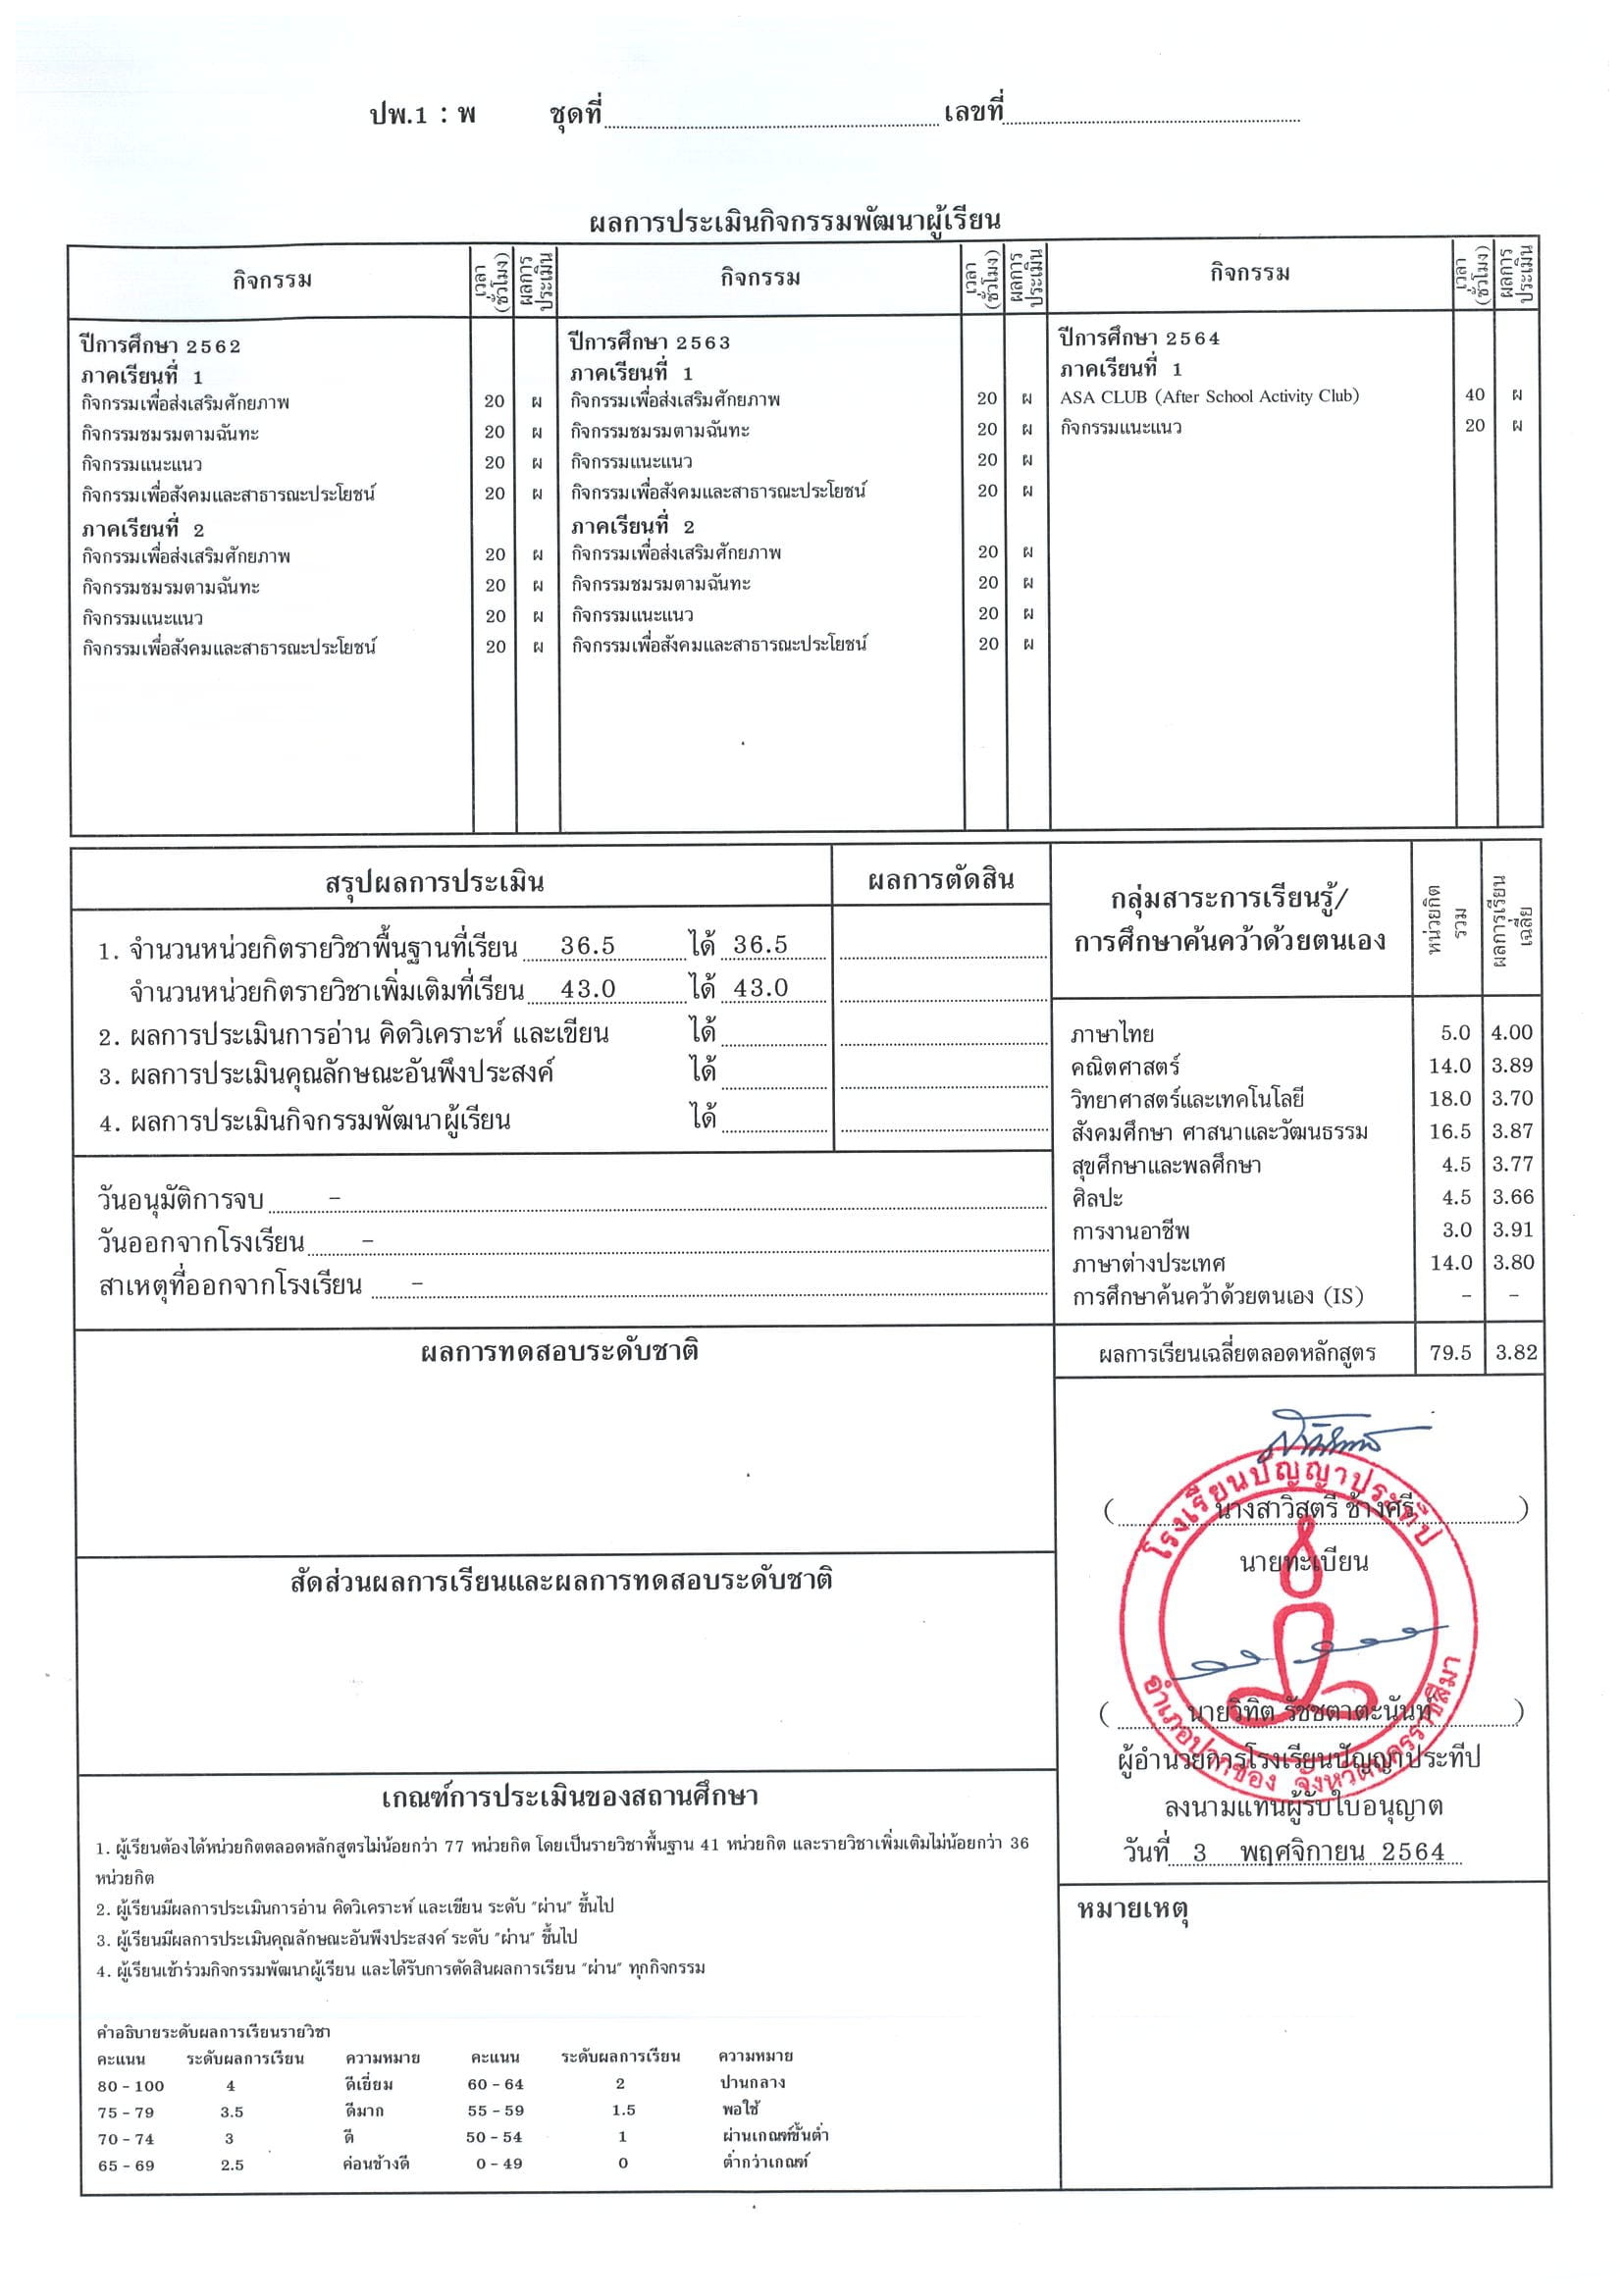 ปพ.1 : พ ชุดที่ เลขที่
ผลการประเมินกิจกรรมพัฒนาผู้เรียน
กิจกรรม เวลา (ชั่วโมง) ผลการประเมิน กิจกรรม เวลา (ชั่วโมง) ผลการประเมิน กิจกรรม เวลา (ชั่วโมง) ผลการประเมิน
ปีการศึกษา 2562
ภาคเรียนที่ 1
กิจกรรมเพื่อส่งเสริมศักยภาพ 20 ผ
กิจกรรมชมรมตามฉันทะ 20 ผ
กิจกรรมแนะแนว 20 ผ
กิจกรรมเพื่อสังคมและสาธารณะประโยชน์ 20 ผ
ภาคเรียนที่ 2
กิจกรรมเพื่อส่งเสริมศักยภาพ 20 ผ
กิจกรรมชมรมตามฉันทะ 20 ผ
กิจกรรมแนะแนว 20 ผ
กิจกรรมเพื่อสังคมและสาธารณะประโยชน์ 20 ผ
ปีการศึกษา 2563
ภาคเรียนที่ 1
กิจกรรมเพื่อส่งเสริมศักยภาพ 20 ผ
กิจกรรมชมรมตามฉันทะ 20 ผ
กิจกรรมแนะแนว 20 ผ
กิจกรรมเพื่อสังคมและสาธารณะประโยชน์ 20 ผ
ภาคเรียนที่ 2
กิจกรรมเพื่อส่งเสริมศักยภาพ 20 ผ
กิจกรรมชมรมตามฉันทะ 20 ผ
กิจกรรมแนะแนว 20 ผ
กิจกรรมเพื่อสังคมและสาธารณะประโยชน์ 20 ผ
ปีการศึกษา 2564
ภาคเรียนที่ 1
ASA CLUB (After School Activity Club) 40 ผ
กิจกรรมแนะแนว 20 ผ
สรุปผลการประเมิน ผลการตัดสิน
1. จำนวนหน่วยกิตรายวิชาพื้นฐานที่เรียน 36.5 ได้ 36.5
จำนวนหน่วยกิตรายวิชาเพิ่มเติมที่เรียน 43.0 ได้ 43.0
2. ผลการประเมินการอ่าน คิดวิเคราะห์ และเขียน ได้
3. ผลการประเมินคุณลักษณะอันพึงประสงค์ ได้
4. ผลการประเมินกิจกรรมพัฒนาผู้เรียน ได้
วันอนุมัติการจบ -
วันออกจากโรงเรียน -
สาเหตุที่ออกจากโรงเรียน -
กลุ่มสาระการเรียนรู้/
การศึกษาค้นคว้าด้วยตนเอง หน่วยกิตรวม ผลการเรียนเฉลี่ย
ภาษาไทย 5.0 4.00
คณิตศาสตร์ 14.0 3.89
วิทยาศาสตร์และเทคโนโลยี 18.0 3.70
สังคมศึกษา ศาสนาและวัฒนธรรม 16.5 3.87
สุขศึกษาและพลศึกษา 4.5 3.77
ศิลปะ 4.5 3.66
การงานอาชีพ 3.0 3.91
ภาษาต่างประเทศ 14.0 3.80
การศึกษาค้นคว้าด้วยตนเอง (IS) - -
ผลการเรียนเฉลี่ยตลอดหลักสูตร 79.5 3.82
ผลการทดสอบระดับชาติ
สัดส่วนผลการเรียนและผลการทดสอบระดับชาติ
โรงเรียนปัญญาประทีป
(นางสาวิสุตรี ช้างศรี)
นายทะเบียน
(นายวิทิต รัชชตาตะนันท์)
อำเภอปากช่อง จังหวัดนครราชสีมา
ผู้อำนวยการโรงเรียนปัญญาประทีป
ลงนามแทนผู้รับใบอนุญาต
วันที่ 3 พฤศจิกายน 2564
หมายเหตุ
เกณฑ์การประเมินของสถานศึกษา
1. ผู้เรียนต้องได้หน่วยกิตตลอดหลักสูตรไม่น้อยกว่า 77 หน่วยกิต โดยเป็นรายวิชาพื้นฐาน 41 หน่วยกิต และรายวิชาเพิ่มเติมไม่น้อยกว่า 36
หน่วยกิต
2. ผู้เรียนมีผลการประเมินการอ่าน คิดวิเคราะห์ และเขียน ระดับ "ผ่าน" ขึ้นไป
3. ผู้เรียนมีผลการประเมินคุณลักษณะอันพึงประสงค์ ระดับ "ผ่าน" ขึ้นไป
4. ผู้เรียนเข้าร่วมกิจกรรมพัฒนาผู้เรียน และได้รับการตัดสินผลการเรียน "ผ่าน" ทุกกิจกรรม
คำอธิบายระดับผลการเรียนรายวิชา
คะแนน ระดับผลการเรียน ความหมาย คะแนน ระดับผลการเรียน ความหมาย
80 - 100 4 ดีเยี่ยม 60 - 64 2 ปานกลาง
75 - 79 3.5 ดีมาก 55 - 59 1.5 พอใช้
70 - 74 3 ดี 50 - 54 1 ผ่านเกณฑ์ขั้นต่ำ
65 - 69 2.5 ค่อนข้างดี 0 - 49 0 ต่ำกว่าเกณฑ์